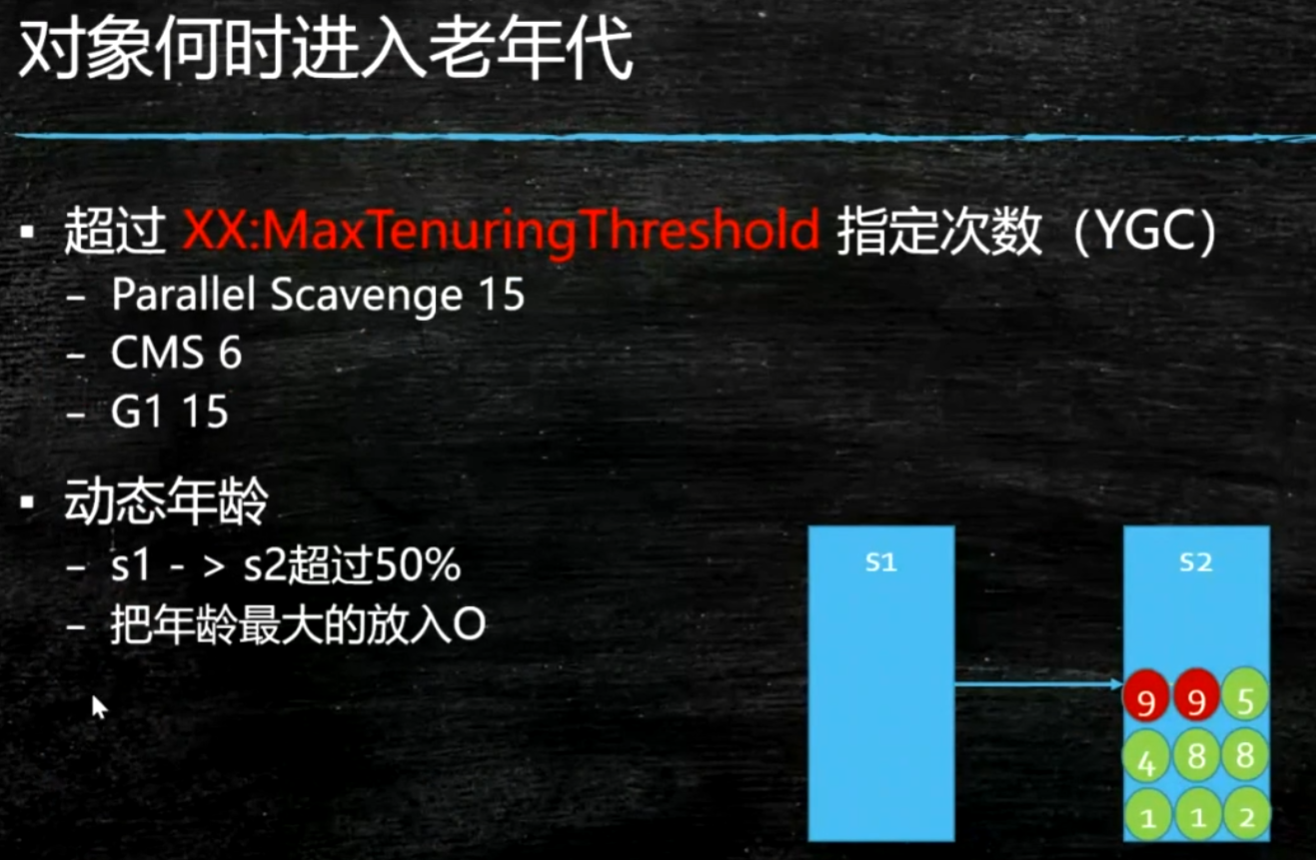 对象何时进入老年代
▪ 超过 XX:MaxTenuringThreshold 指定次数（YGC）
– Parallel Scavenge 15
– CMS 6
– G1 15
▪ 动态年龄
– s1 - > s2超过50%
– 把年龄最大的放入O
S1
S2
9 9 5
4 8 8
1 1 2